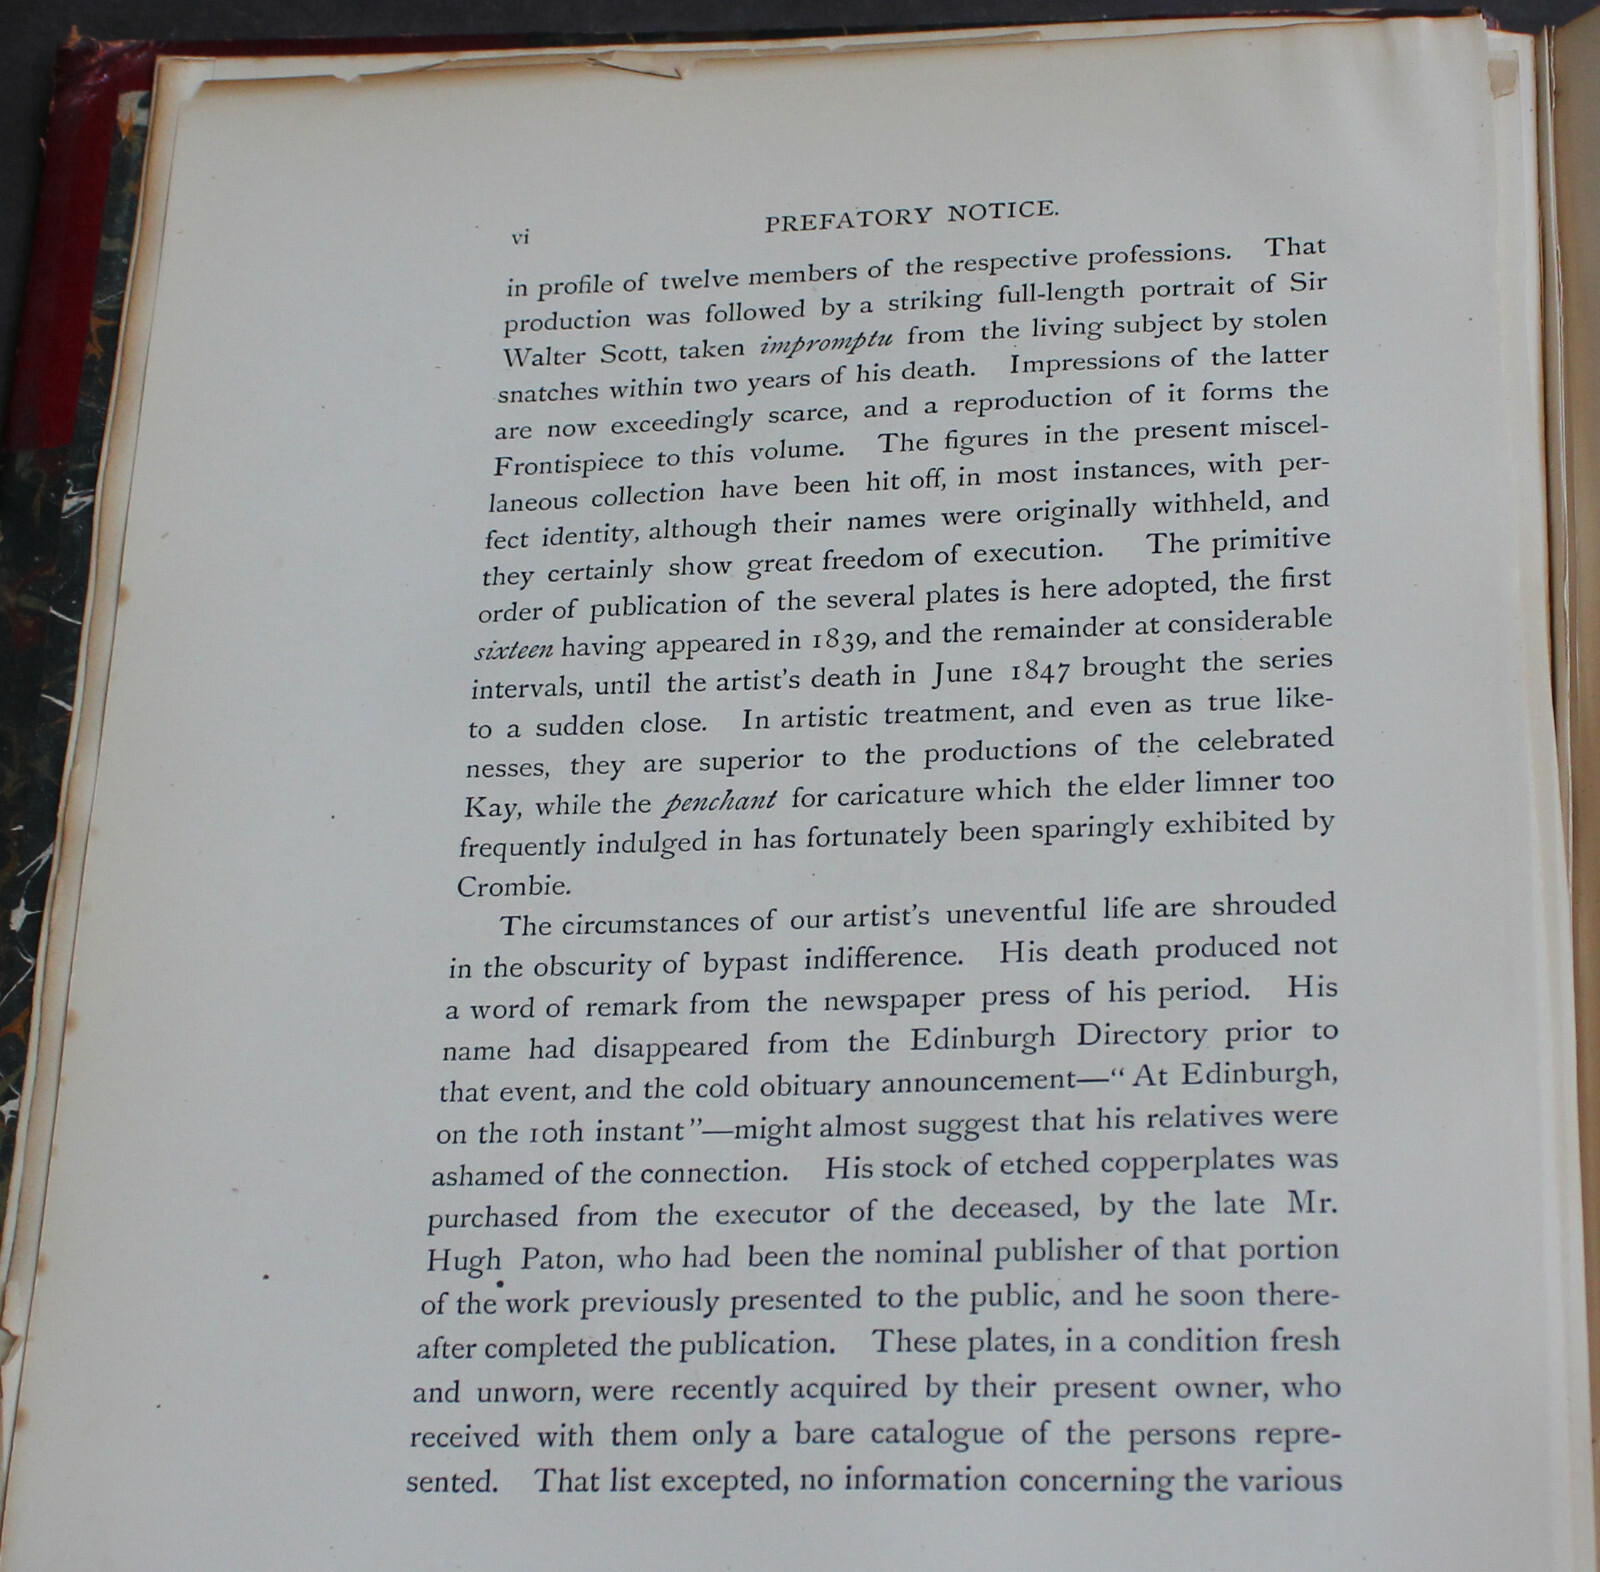 vi
PREFATORY NOTICE.
in profile of twelve members of the respective professions. That
production was followed by a striking full-length portrait of Sir
Walter Scott, taken impromptu from the living subject by stolen
snatches within two years of his death. Impressions of the latter
are now exceedingly scarce, and a reproduction of it forms the
Frontispiece to this volume. The figures in the present miscel-
laneous collection have been hit off, in most instances, with per-
fect identity, although their names were originally withheld, and
they certainly show great freedom of execution. The primitive
order of publication of the several plates is here adopted, the first
sixteen having appeared in 1839, and the remainder at considerable
intervals, until the artist's death in June 1847 brought the series
to a sudden close. In artistic treatment, and even as true like-
nesses, they are superior to the productions of the celebrated
Kay, while the penchant for caricature which the elder limner too
frequently indulged in has fortunately been sparingly exhibited by
Crombie.
The circumstances of our artist's uneventful life are shrouded
in the obscurity of bypast indifference. His death produced not
a word of remark from the newspaper press of his period. His
name had disappeared from the Edinburgh Directory prior to
that event, and the cold obituary announcement—“At Edinburgh,
on the 10th instant”—might almost suggest that his relatives were
ashamed of the connection. His stock of etched copperplates was
purchased from the executor of the deceased, by the late Mr.
Hugh Paton, who had been the nominal publisher of that portion
of the work previously presented to the public, and he soon there-
after completed the publication. These plates, in a condition fresh
and unworn, were recently acquired by their present owner, who
received with them only a bare catalogue of the persons repre-
sented. That list excepted, no information concerning the various